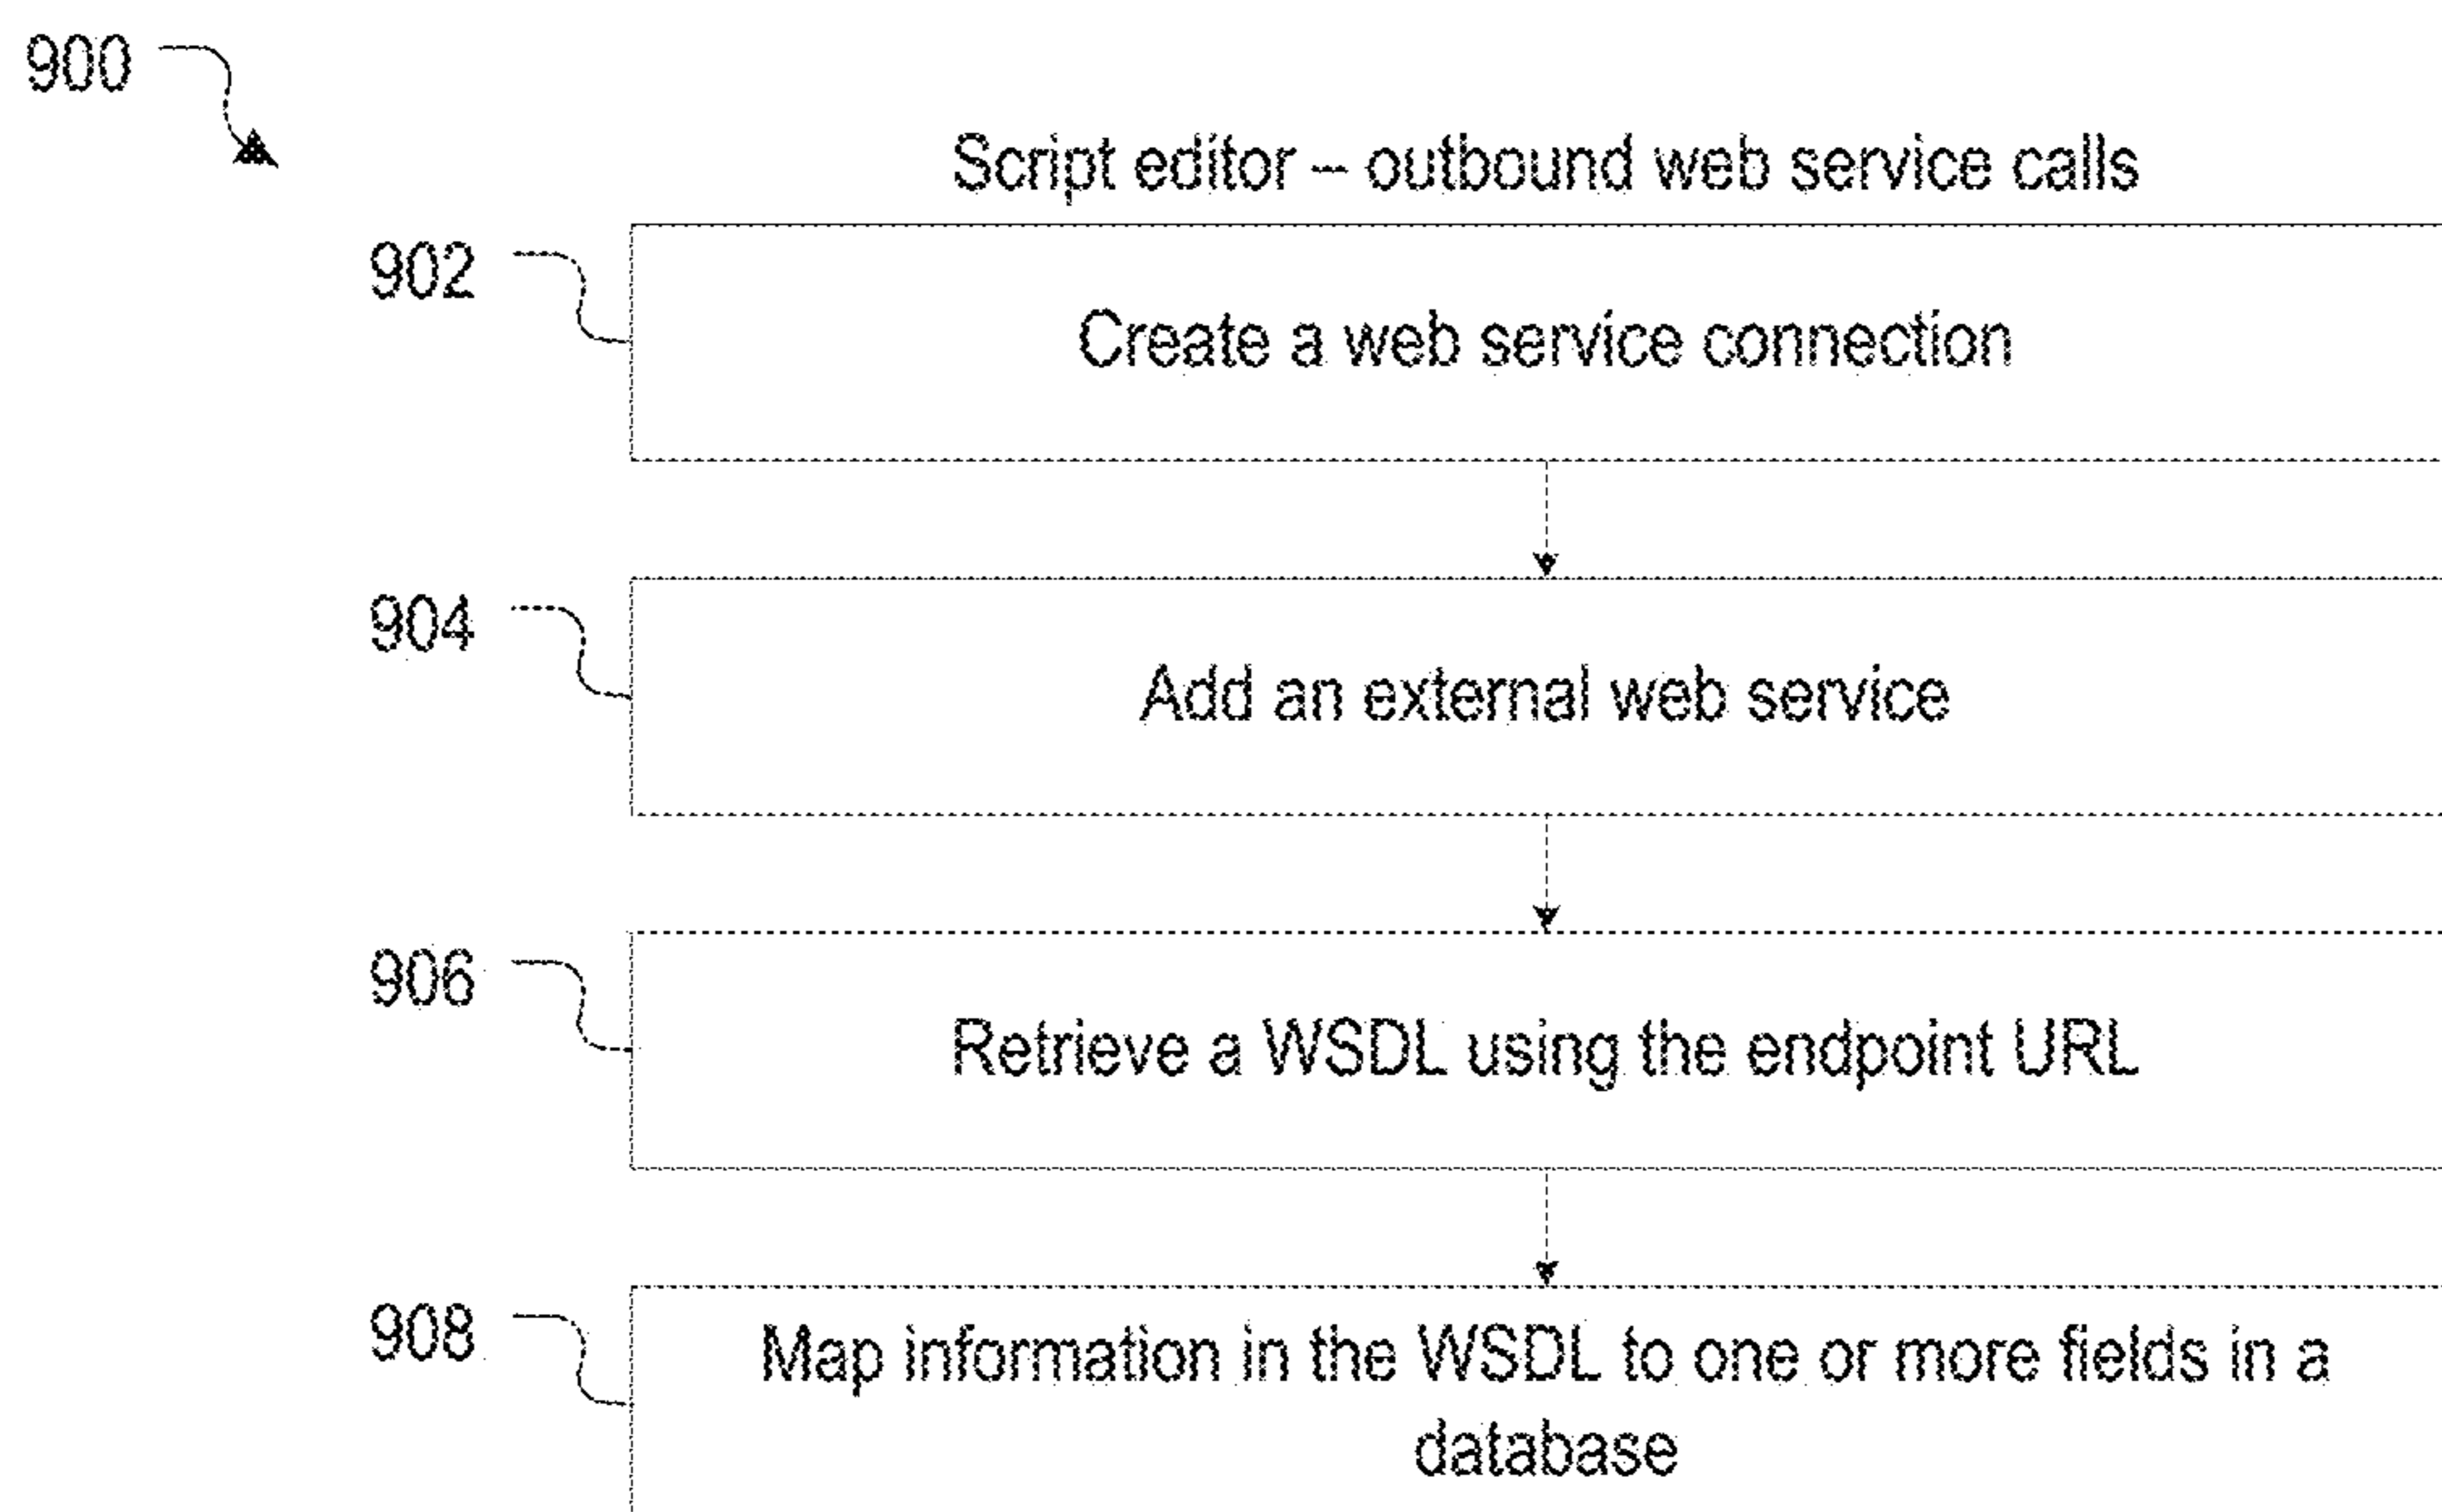 900
Script editor – outbound web service calls
902
Create a web service connection
904
Add an external web service
906
Retrieve a WSDL using the endpoint URL
908
Map information in the WSDL to one or more fields in a
database